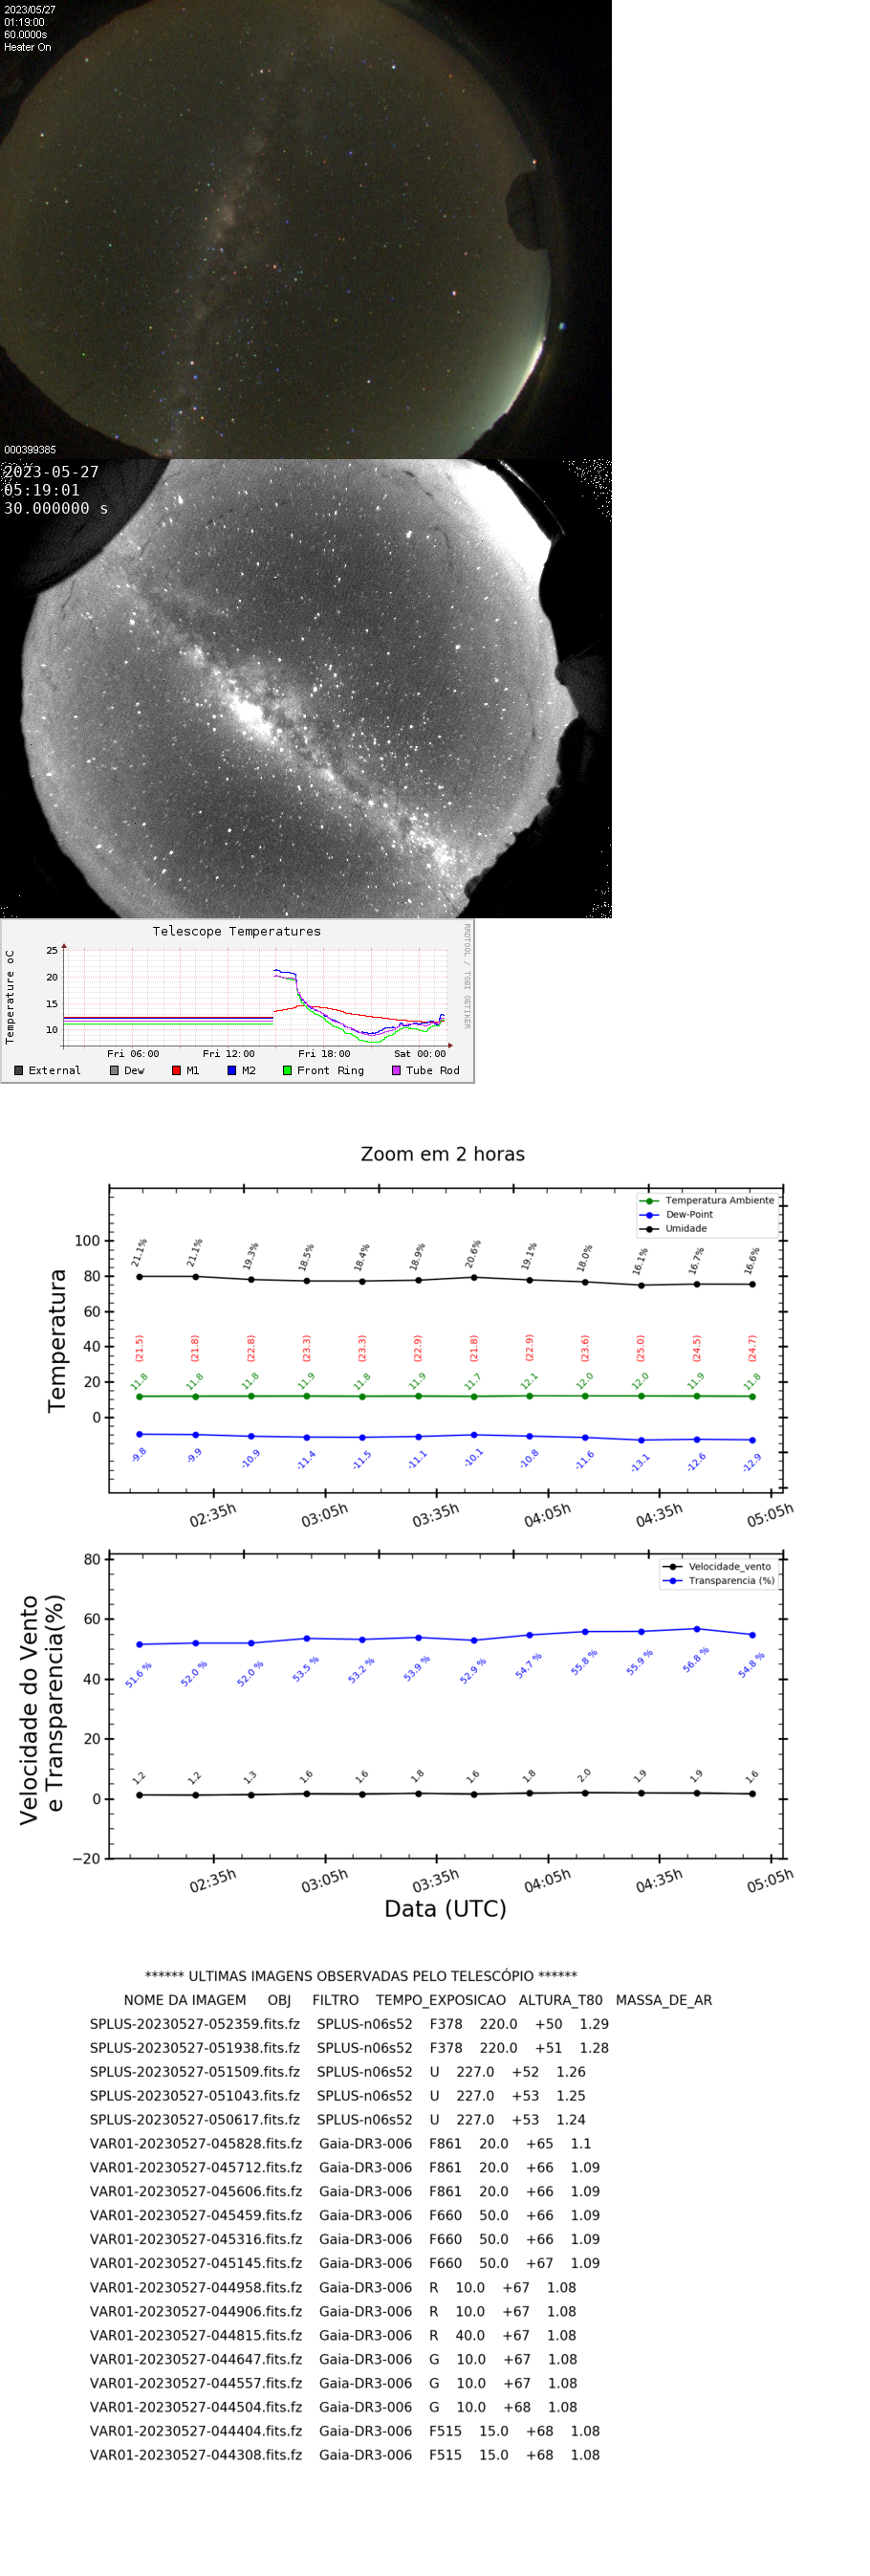 2023/05/27
01:19:00
60.0000s
Heater On
000399385
2023-05-27
05:19:01
30.000000 s
Telescope Temperatures
RRDTOOL / TOBI OETIKER
Temperature oC
25
20
15
10
Fri 06:00 Fri 12:00 Fri 18:00 Sat 00:00
External Dew M1 M2 Front Ring Tube Rod
Zoom em 2 horas
Temperatura Ambiente
Dew-Point
Umidade
Temperatura
100
80
60
40
20
0
21.1% 21.1% 19.3% 18.5% 18.4% 18.9% 20.6% 19.1% 18.0% 16.1% 16.7% 16.6%
(21.5) (21.8) (22.8) (23.3) (23.3) (22.9) (21.8) (22.9) (23.6) (25.0) (24.5) (24.7)
11.8 11.8 11.8 11.9 11.8 11.9 11.7 12.1 12.0 12.0 11.9 11.8
-9.8 -9.9 -10.9 -11.4 -11.5 -11.1 -10.1 -10.8 -11.6 -13.1 -12.6 -12.9
02:35h 03:05h 03:35h 04:05h 04:35h 05:05h
Velocidade_vento
Transparencia (%)
Velocidade do Vento
e Transparencia(%)
80
60
40
20
0
−20
51.6 % 52.0 % 52.0 % 53.5 % 53.2 % 53.9 % 52.9 % 54.7 % 55.8 % 55.9 % 56.8 % 54.8 %
1.2 1.2 1.3 1.6 1.6 1.8 1.6 1.8 2.0 1.9 1.9 1.6
02:35h 03:05h 03:35h 04:05h 04:35h 05:05h
Data (UTC)
****** ULTIMAS IMAGENS OBSERVADAS PELO TELESCÓPIO ******
NOME DA IMAGEM OBJ FILTRO TEMPO_EXPOSICAO ALTURA_T80 MASSA_DE_AR
SPLUS-20230527-052359.fits.fz SPLUS-n06s52 F378 220.0 +50 1.29
SPLUS-20230527-051938.fits.fz SPLUS-n06s52 F378 220.0 +51 1.28
SPLUS-20230527-051509.fits.fz SPLUS-n06s52 U 227.0 +52 1.26
SPLUS-20230527-051043.fits.fz SPLUS-n06s52 U 227.0 +53 1.25
SPLUS-20230527-050617.fits.fz SPLUS-n06s52 U 227.0 +53 1.24
VAR01-20230527-045828.fits.fz Gaia-DR3-006 F861 20.0 +65 1.1
VAR01-20230527-045712.fits.fz Gaia-DR3-006 F861 20.0 +66 1.09
VAR01-20230527-045606.fits.fz Gaia-DR3-006 F861 20.0 +66 1.09
VAR01-20230527-045459.fits.fz Gaia-DR3-006 F660 50.0 +66 1.09
VAR01-20230527-045316.fits.fz Gaia-DR3-006 F660 50.0 +66 1.09
VAR01-20230527-045145.fits.fz Gaia-DR3-006 F660 50.0 +67 1.09
VAR01-20230527-044958.fits.fz Gaia-DR3-006 R 10.0 +67 1.08
VAR01-20230527-044906.fits.fz Gaia-DR3-006 R 10.0 +67 1.08
VAR01-20230527-044815.fits.fz Gaia-DR3-006 R 40.0 +67 1.08
VAR01-20230527-044647.fits.fz Gaia-DR3-006 G 10.0 +67 1.08
VAR01-20230527-044557.fits.fz Gaia-DR3-006 G 10.0 +67 1.08
VAR01-20230527-044504.fits.fz Gaia-DR3-006 G 10.0 +68 1.08
VAR01-20230527-044404.fits.fz Gaia-DR3-006 F515 15.0 +68 1.08
VAR01-20230527-044308.fits.fz Gaia-DR3-006 F515 15.0 +68 1.08